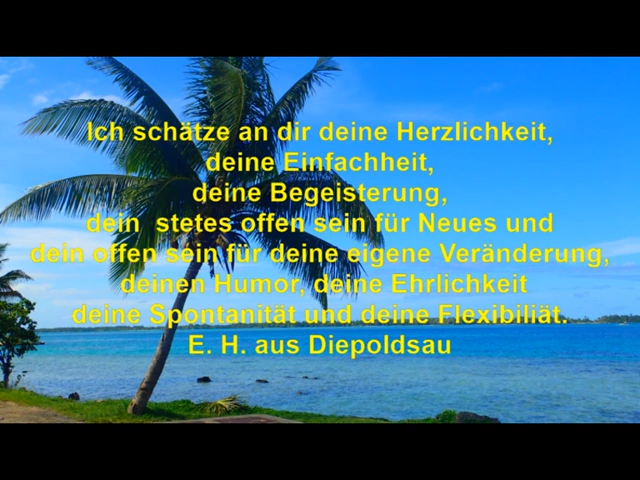 Ich schätze an dir deine Herzlichkeit,
deine Einfachheit,
deine Begeisterung,
dein  stetes offen sein für Neues und
dein offen sein für deine eigene Veränderung,
deinen Humor, deine Ehrlichkeit
deine Spontanität und deine Flexibiliät.
E. H. aus Diepoldsau